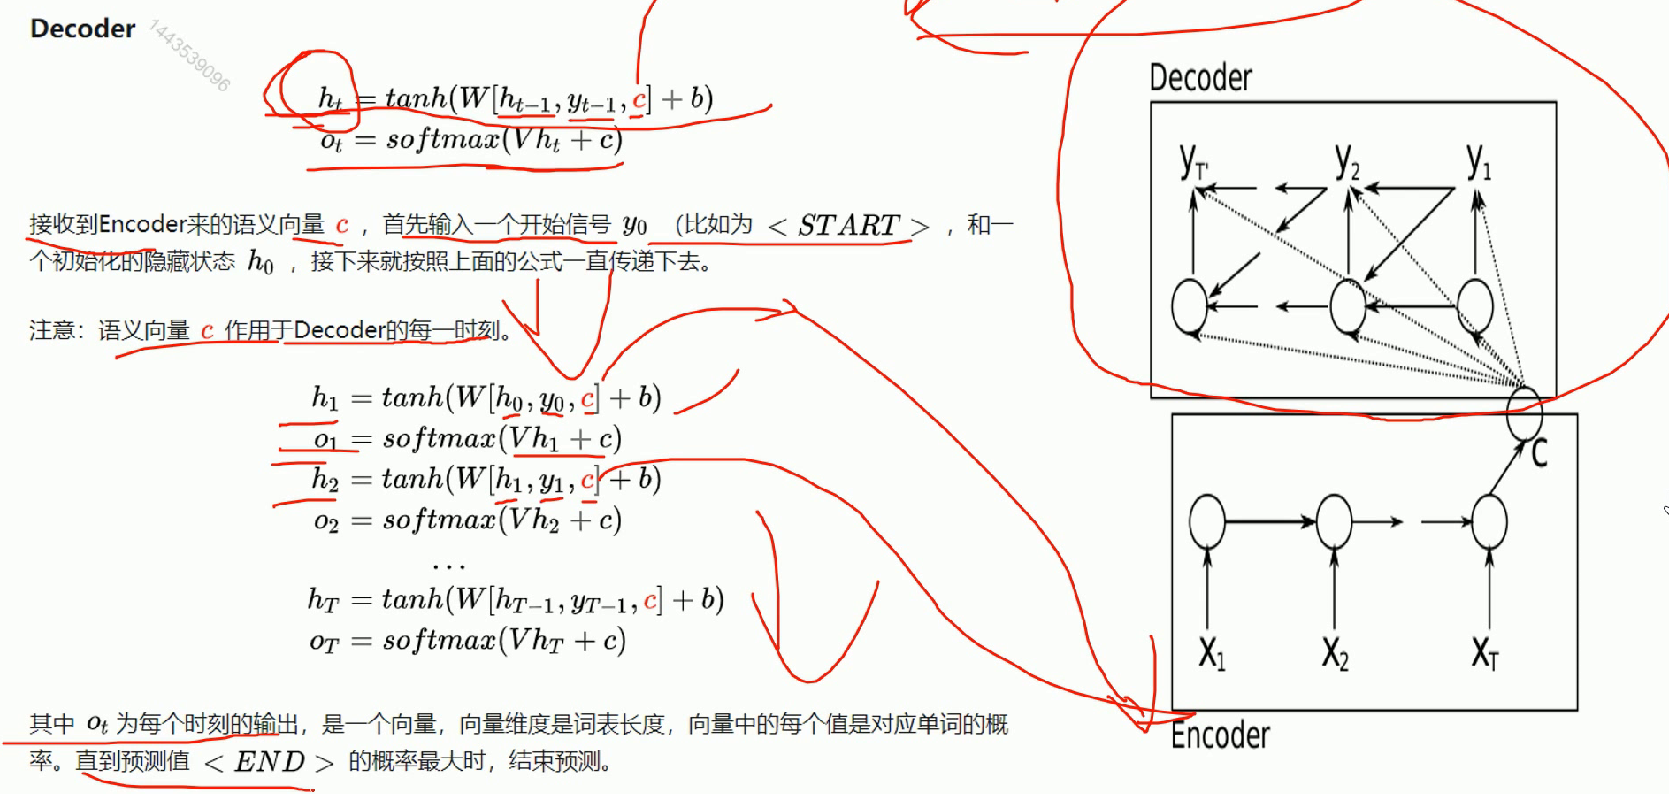 Decoder
1443539096
h_t = tanh(W[h_{t-1}, y_{t-1}, c] + b)
o_t = softmax(Vh_t + c)
接收到Encoder来的语义向量 c ，首先输入一个开始信号 y_0 （比如为 < START > ，和一
个初始化的隐藏状态 h_0 ，接下来就按照上面的公式一直传递下去。
注意：语义向量 c 作用于Decoder的每一时刻。
h_1 = tanh(W[h_0, y_0, c] + b)
o_1 = softmax(Vh_1 + c)
h_2 = tanh(W[h_1, y_1, c] + b)
o_2 = softmax(Vh_2 + c)
...
h_T = tanh(W[h_{T-1}, y_{T-1}, c] + b)
o_T = softmax(Vh_T + c)
其中 o_t 为每个时刻的输出，是一个向量，向量维度是词表长度，向量中的每个值是对应单词的概
率。直到预测值 < END > 的概率最大时，结束预测。
Decoder
y_{T'} y_2 y_1
C
X_1 X_2 X_T
Encoder